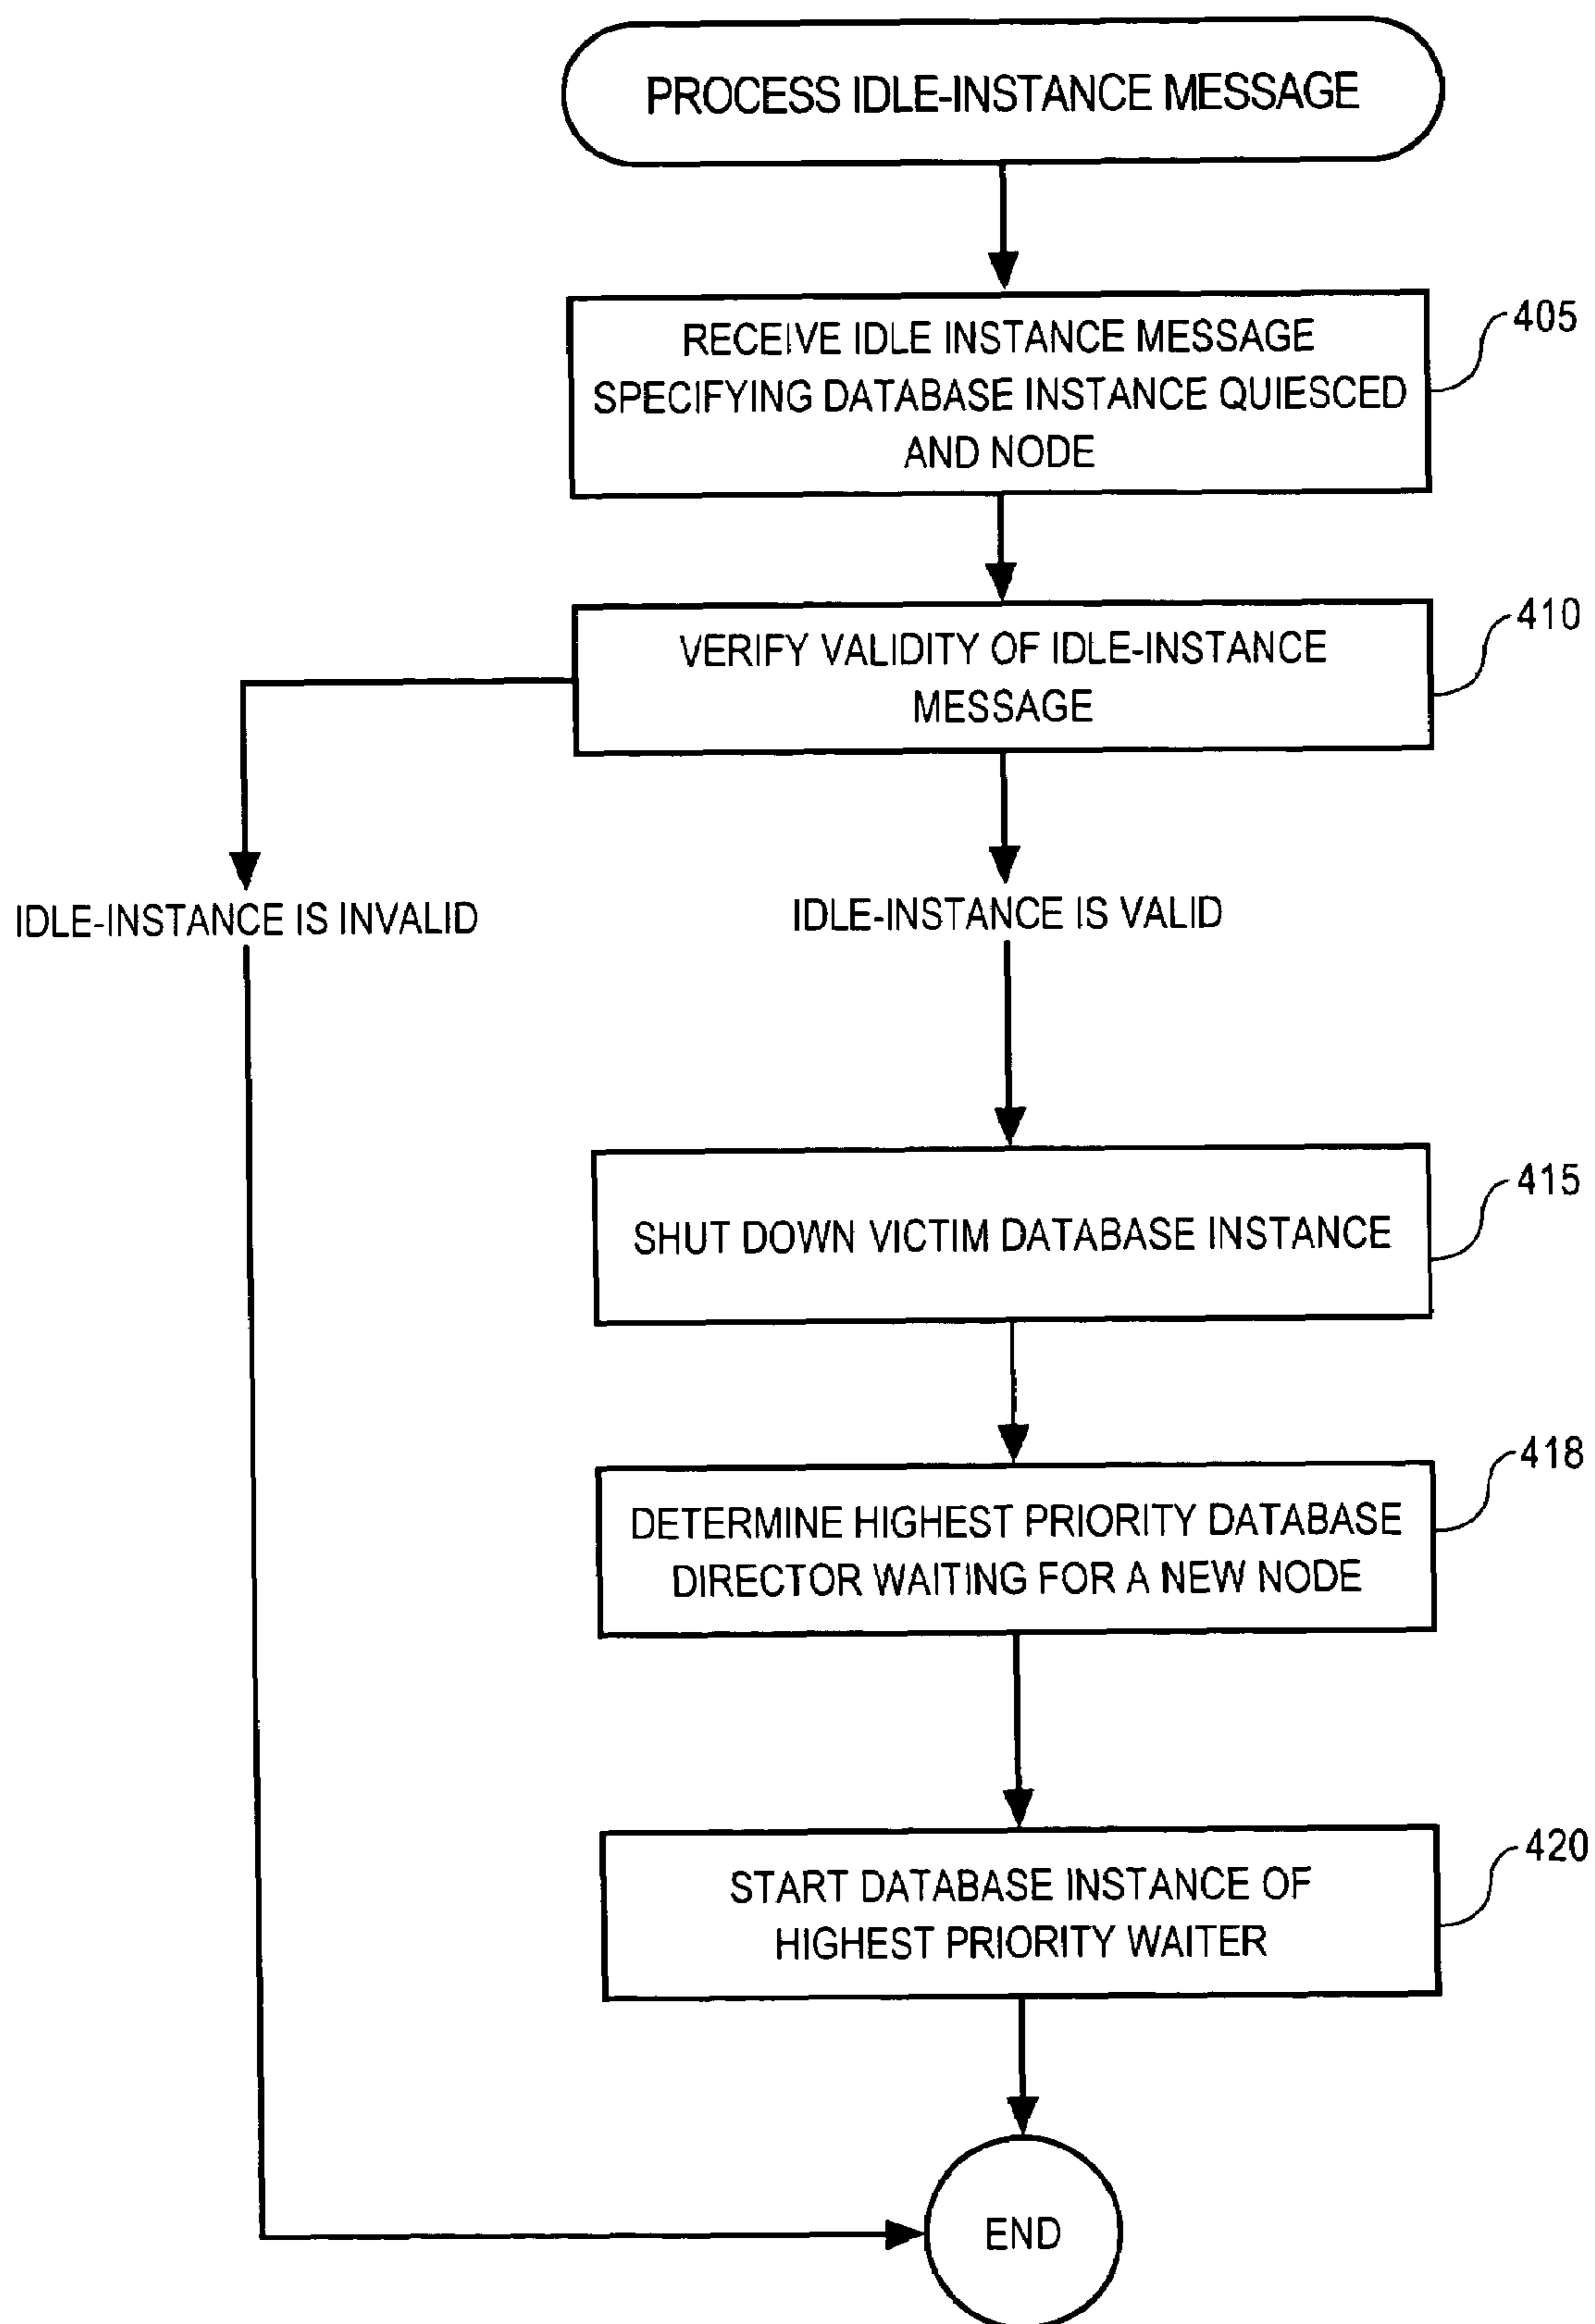 PROCESS IDLE-INSTANCE MESSAGE
RECEIVE IDLE INSTANCE MESSAGE
SPECIFYING DATABASE INSTANCE QUIESCED
AND NODE
405
VERIFY VALIDITY OF IDLE-INSTANCE
MESSAGE
410
IDLE-INSTANCE IS INVALID
IDLE-INSTANCE IS VALID
SHUT DOWN VICTIM DATABASE INSTANCE
415
DETERMINE HIGHEST PRIORITY DATABASE
DIRECTOR WAITING FOR A NEW NODE
418
START DATABASE INSTANCE OF
HIGHEST PRIORITY WAITER
420
END